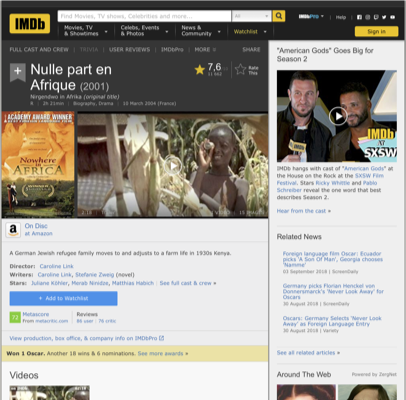 IMDb
Find Movies, TV shows, Celebrities and more...
All
IMDbPro
Help
Movies, TV
& Showtimes
Celebs, Events
& Photos
News &
Community
Watchlist
Sign in
FULL CAST AND CREW | TRIVIA | USER REVIEWS | IMDbPro | MORE
SHARE
Nulle part en
Afrique (2001)
Nirgendwo in Afrika (original title)
R | 2h 21min | Biography, Drama | 10 March 2004 (France)
7,6
Rate
This
ACADEMY AWARD WINNER
Nowhere
in
AFRICA
On Disc
at Amazon
A German Jewish refugee family moves to and adjusts to a farm life in 1930s Kenya.
Director: Caroline Link
Writers: Caroline Link, Stefanie Zweig (novel)
Stars: Juliane Köhler, Merab Ninidze, Matthias Habich | See full cast & crew »
+ Add to Watchlist
Metascore
From metacritic.com
Reviews
86 user | 76 critic
View production, box office, & company info on IMDbPro
Won 1 Oscar. Another 18 wins & 6 nominations. See more awards »
Videos
"American Gods" Goes Big for
Season 2
IMDb
at
SXSW
IMDb hangs with cast of "American Gods" at
the House on the Rock at the SXSW Film
Festival. Stars Ricky Whittle and Pablo
Schreiber reveal the one word that best
describes Season 2.
Hear from the cast »
Related News
Foreign language film Oscar: Ecuador
picks 'A Son Of Man', Georgia chooses
'Namme'
03 September 2018 | ScreenDaily
Germany picks Florian Henckel von
Donnersmarck's 'Never Look Away' for
Oscars
30 August 2018 | ScreenDaily
Oscars: Germany Selects 'Never Look
Away' as Foreign Language Entry
30 August 2018 | Variety
See all related articles »
Around The Web
Powered by ZergNet